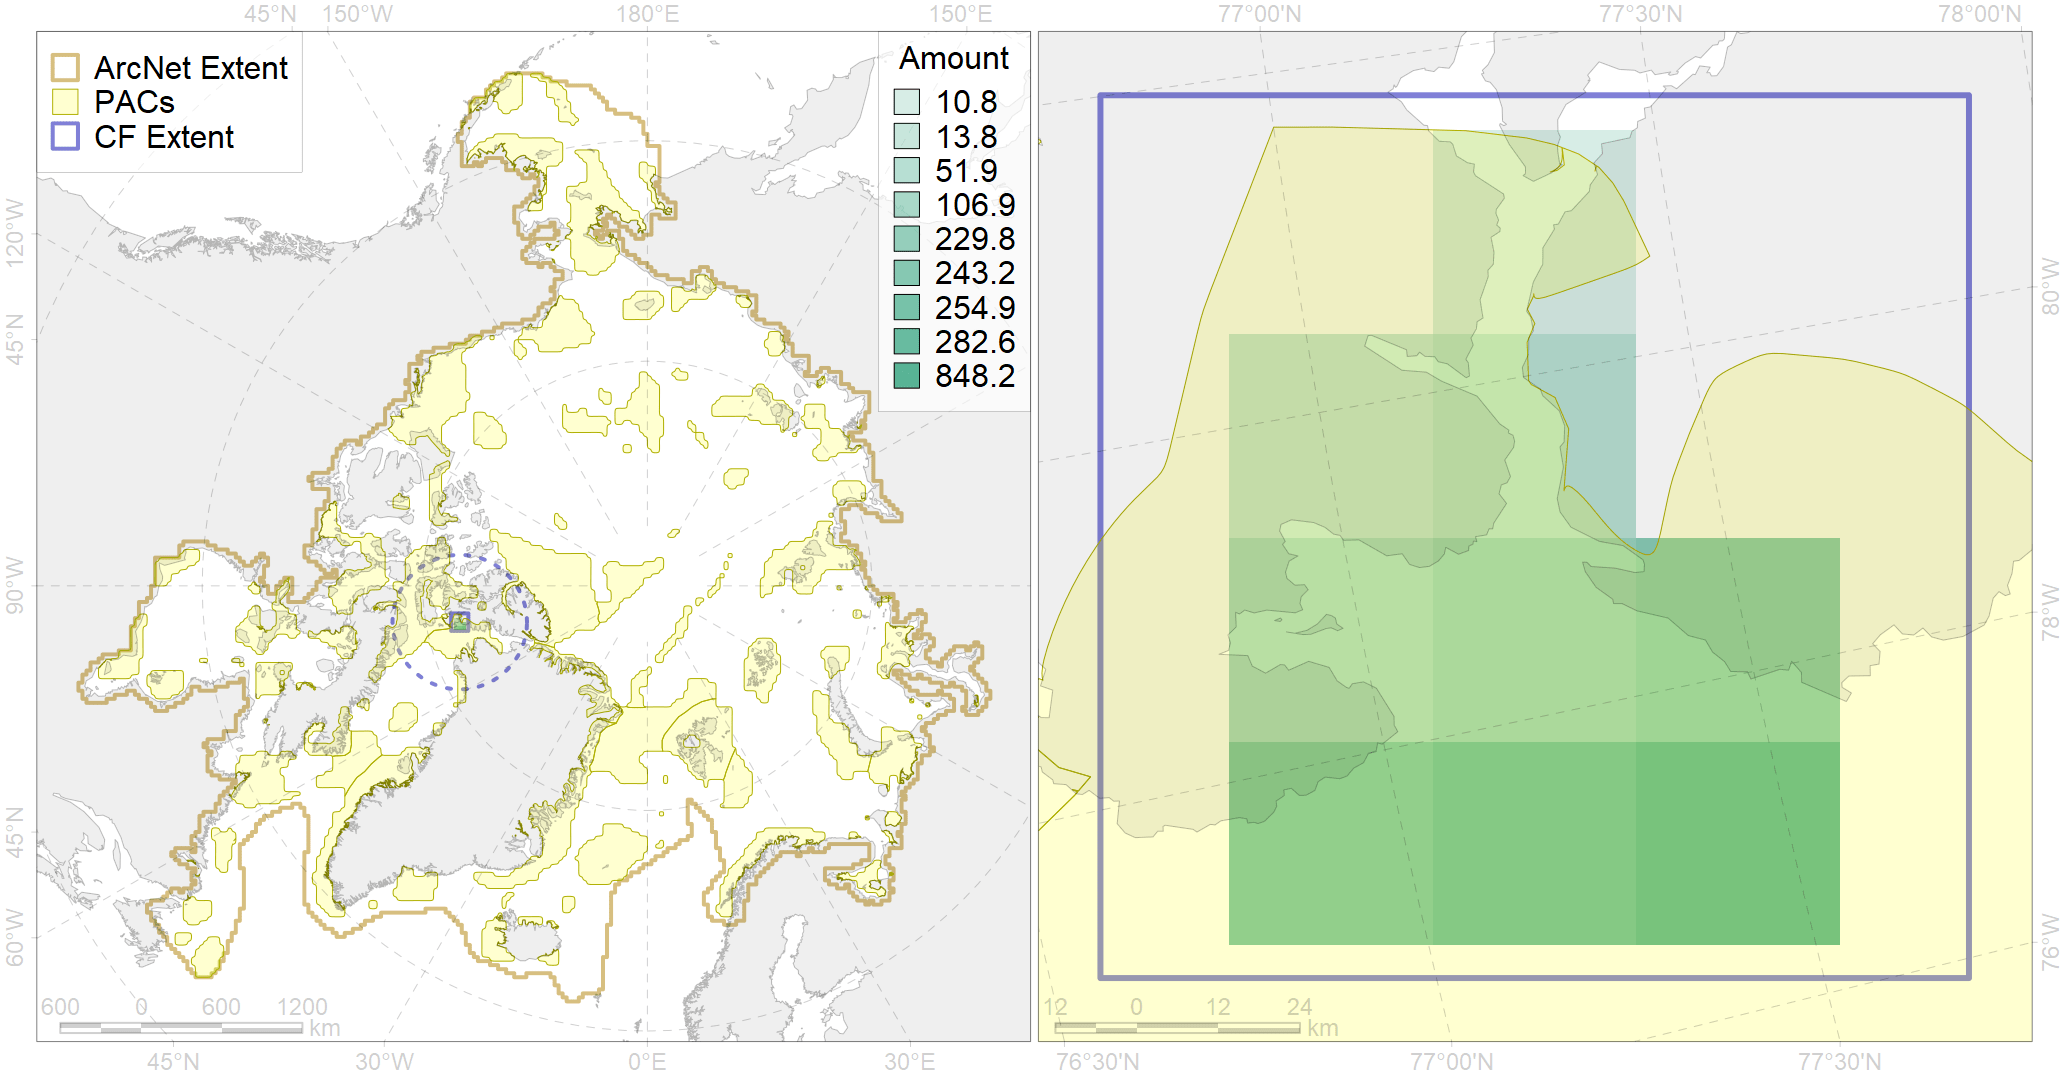 45°N 150°W 180°E 150°E 77°00'N 77°30'N 78°00'N
ArcNet Extent
PACs
CF Extent
Amount
10.8
13.8
51.9
106.9
229.8
243.2
254.9
282.6
848.2
120°W
45°N
90°W
45°N
60°W
80°W
78°W
76°W
600 0 600 1200
km
12 0 12 24
km
45°N 30°W 0°E 30°E 76°30'N 77°00'N 77°30'N